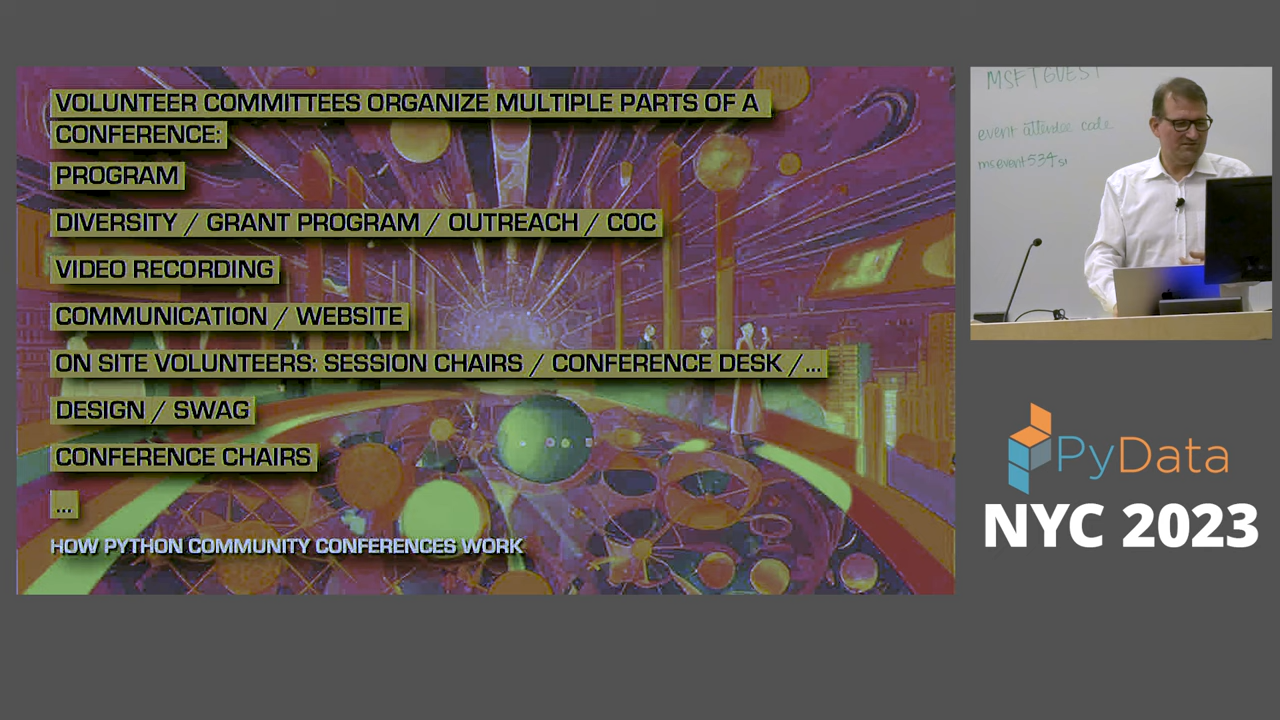 VOLUNTEER COMMITTEES ORGANIZE MULTIPLE PARTS OF A
CONFERENCE:
PROGRAM
DIVERSITY / GRANT PROGRAM / OUTREACH / COC
VIDEO RECORDING
COMMUNICATION / WEBSITE
ON SITE VOLUNTEERS: SESSION CHAIRS / CONFERENCE DESK /...
DESIGN / SWAG
CONFERENCE CHAIRS
...
HOW PYTHON COMMUNITY CONFERENCES WORK
MSFTGUEST
event attendee code
msevent534si
PyData
NYC 2023